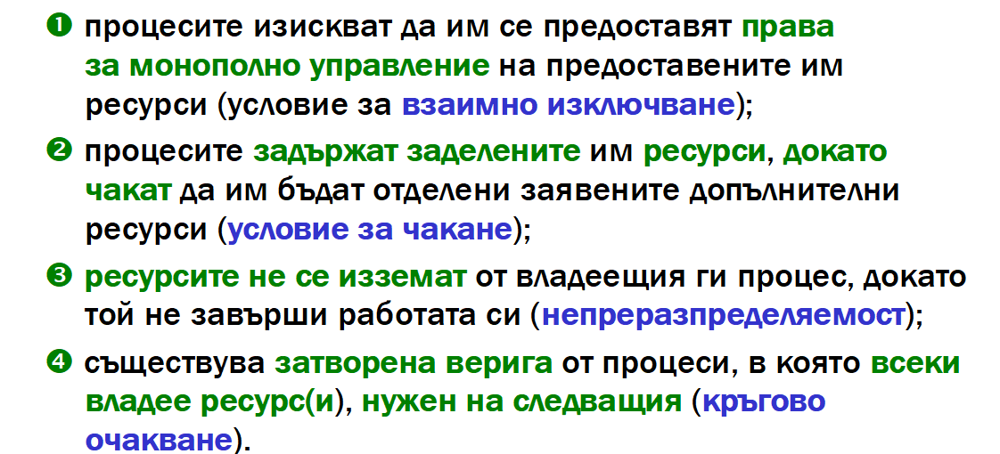 ❶ процесите изискват да им се предоставят права
за монополно управление на предоставените им
ресурси (условие за взаимно изключване);
❷ процесите задържат заделените им ресурси, докато
чакат да им бъдат отделени заявените допълнителни
ресурси (условие за чакане);
❸ ресурсите не се изземат от владеещия ги процес, докато
той не завърши работата си (непреразпределяемост);
❹ съществува затворена верига от процеси, в която всеки
владее ресурс(и), нужен на следващия (кръгово
очакване).